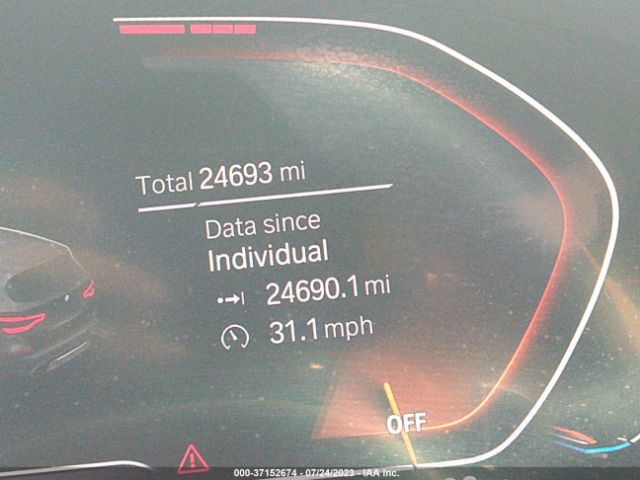 Total 24693 mi
Data since
Individual
24690.1 mi
31.1 mph
OFF
000-37152674 - 07/24/2023 - IAA Inc.